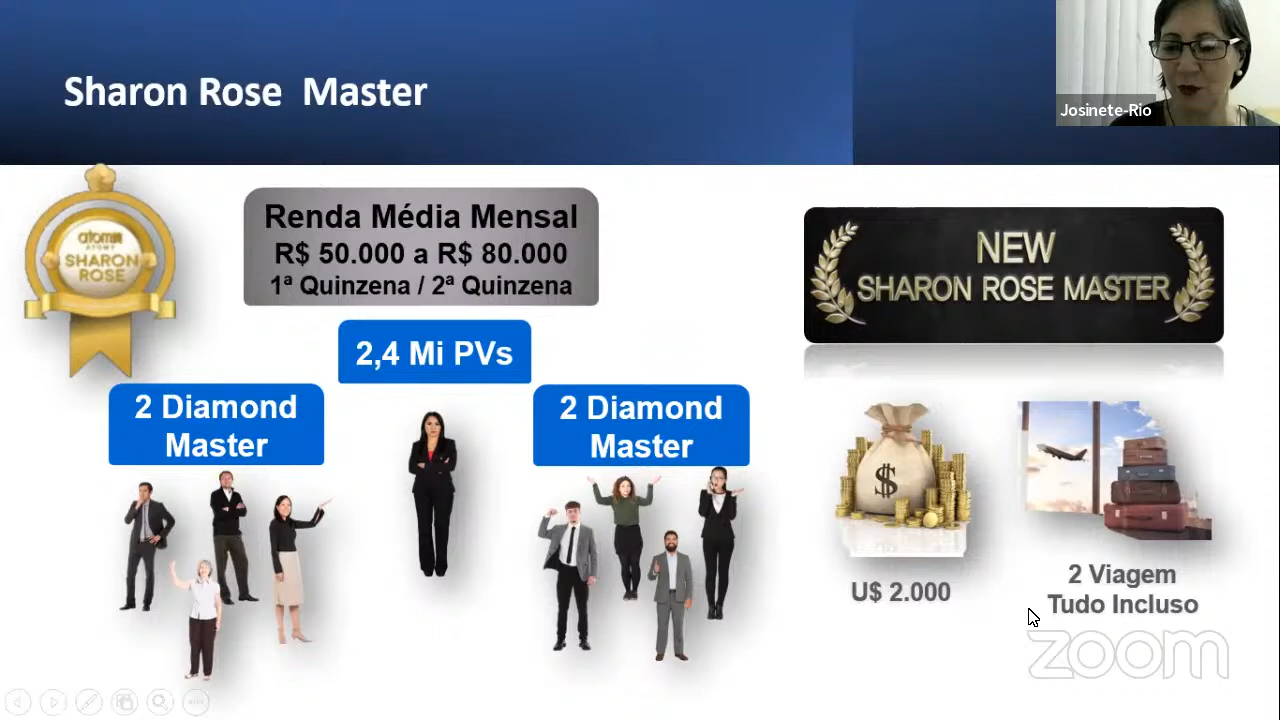 Sharon Rose Master
Josinete-Rio
atomy
ATOMY
SHARON
ROSE
Renda Média Mensal
R$ 50.000 a R$ 80.000
1ª Quinzena / 2ª Quinzena
NEW
SHARON ROSE MASTER
2,4 Mi PVs
2 Diamond
Master
2 Diamond
Master
$
U$ 2.000
2 Viagem
Tudo Incluso
zoom